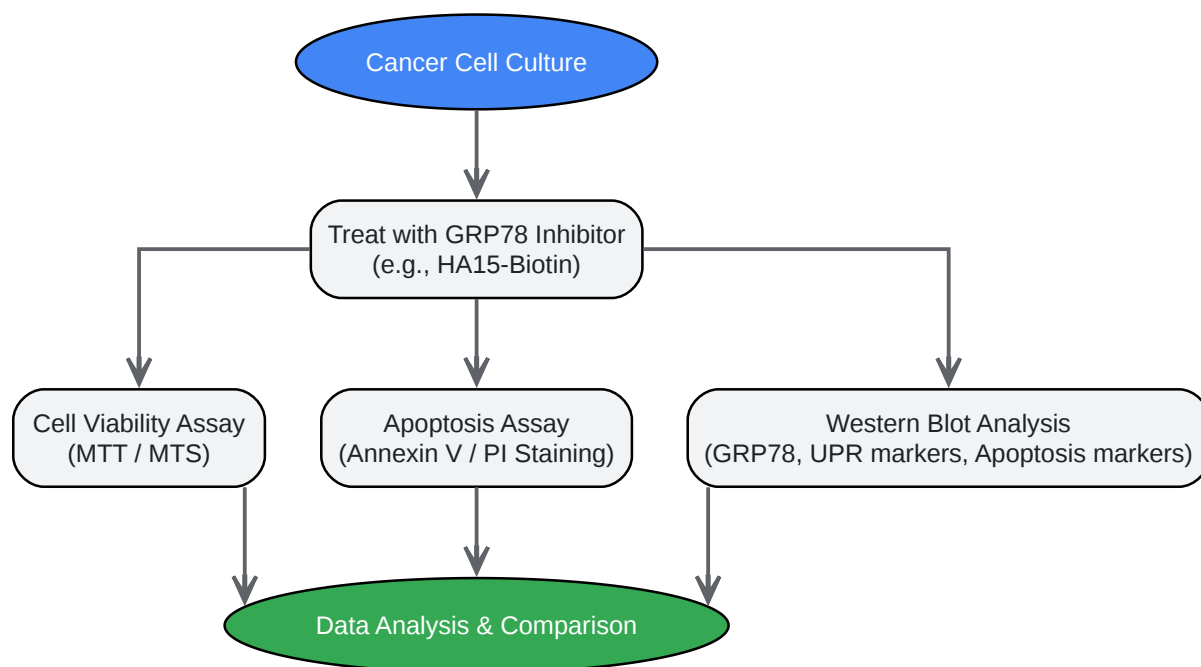 Cancer Cell Culture
Treat with GRP78 Inhibitor
(e.g., HA15-Biotin)
Cell Viability Assay
(MTT / MTS)
Apoptosis Assay
(Annexin V / PI Staining)
Western Blot Analysis
(GRP78, UPR markers, Apoptosis markers)
Data Analysis & Comparison